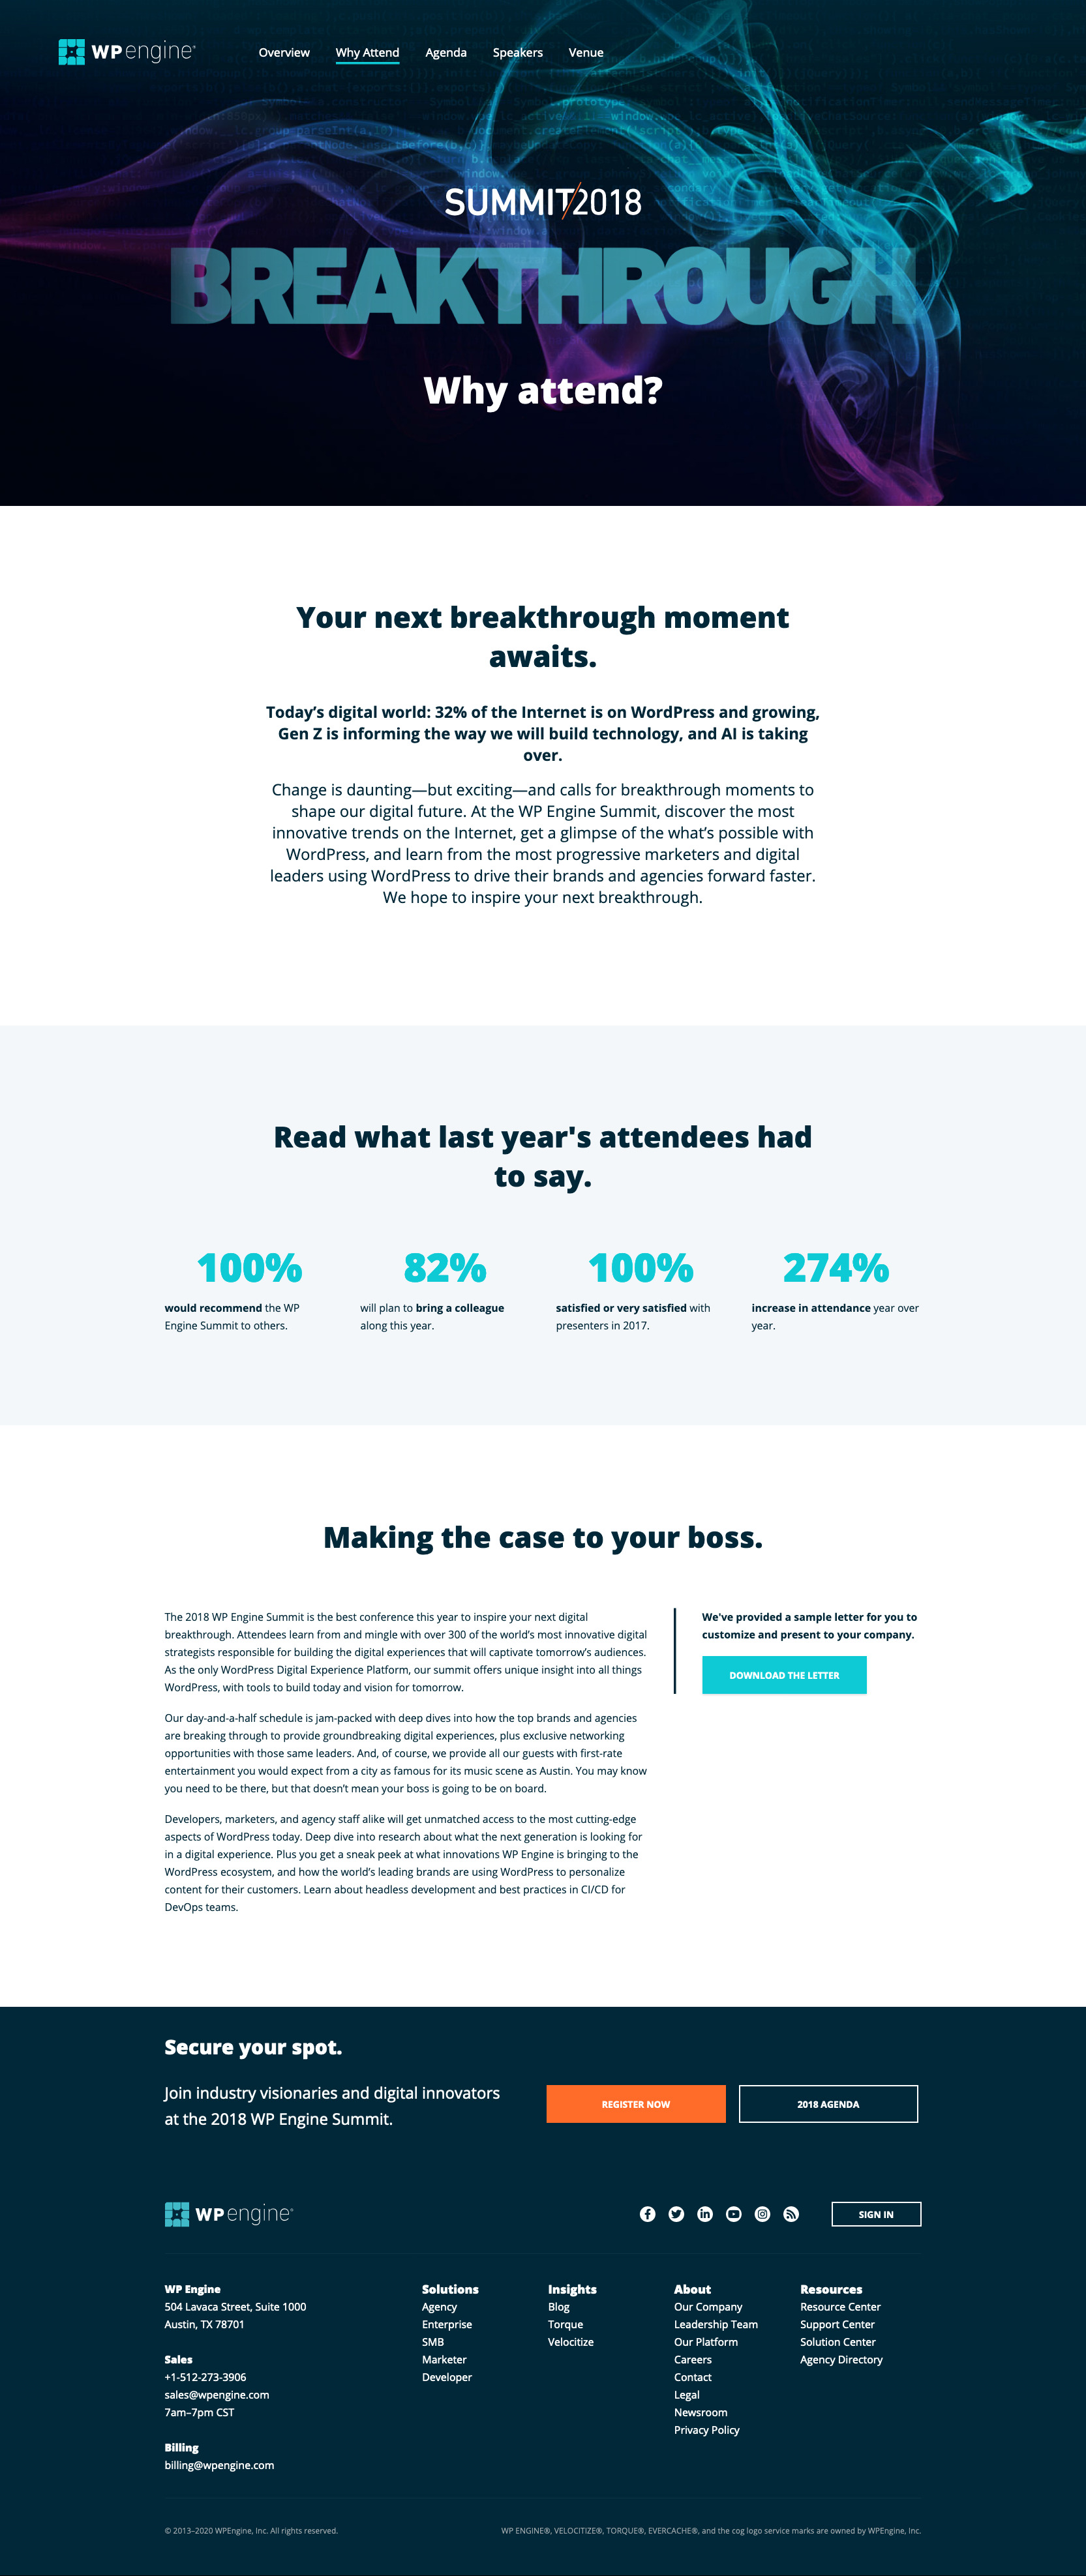 WPengine®
Overview
Why Attend
Agenda
Speakers
Venue
SUMMIT/2018
BREAKTHROUGH
Why attend?
Your next breakthrough moment
awaits.
Today’s digital world: 32% of the Internet is on WordPress and growing,
Gen Z is informing the way we will build technology, and AI is taking
over.
Change is daunting—but exciting—and calls for breakthrough moments to
shape our digital future. At the WP Engine Summit, discover the most
innovative trends on the Internet, get a glimpse of the what’s possible with
WordPress, and learn from the most progressive marketers and digital
leaders using WordPress to drive their brands and agencies forward faster.
We hope to inspire your next breakthrough.
Read what last year's attendees had
to say.
100%
would recommend the WP
Engine Summit to others.
82%
will plan to bring a colleague
along this year.
100%
satisfied or very satisfied with
presenters in 2017.
274%
increase in attendance year over
year.
Making the case to your boss.
The 2018 WP Engine Summit is the best conference this year to inspire your next digital
breakthrough. Attendees learn from and mingle with over 300 of the world’s most innovative digital
strategists responsible for building the digital experiences that will captivate tomorrow’s audiences.
As the only WordPress Digital Experience Platform, our summit offers unique insight into all things
WordPress, with tools to build today and vision for tomorrow.
Our day-and-a-half schedule is jam-packed with deep dives into how the top brands and agencies
are breaking through to provide groundbreaking digital experiences, plus exclusive networking
opportunities with those same leaders. And, of course, we provide all our guests with first-rate
entertainment you would expect from a city as famous for its music scene as Austin. You may know
you need to be there, but that doesn’t mean your boss is going to be on board.
Developers, marketers, and agency staff alike will get unmatched access to the most cutting-edge
aspects of WordPress today. Deep dive into research about what the next generation is looking for
in a digital experience. Plus you get a sneak peek at what innovations WP Engine is bringing to the
WordPress ecosystem, and how the world’s leading brands are using WordPress to personalize
content for their customers. Learn about headless development and best practices in CI/CD for
DevOps teams.
We've provided a sample letter for you to
customize and present to your company.
DOWNLOAD THE LETTER
Secure your spot.
Join industry visionaries and digital innovators
at the 2018 WP Engine Summit.
REGISTER NOW
2018 AGENDA
WPengine®
SIGN IN
WP Engine
504 Lavaca Street, Suite 1000
Austin, TX 78701
Sales
+1-512-273-3906
sales@wpengine.com
7am–7pm CST
Billing
billing@wpengine.com
Solutions
Agency
Enterprise
SMB
Marketer
Developer
Insights
Blog
Torque
Velocitize
About
Our Company
Leadership Team
Our Platform
Careers
Contact
Legal
Newsroom
Privacy Policy
Resources
Resource Center
Support Center
Solution Center
Agency Directory
© 2013–2020 WPEngine, Inc. All rights reserved.
WP ENGINE®, VELOCITIZE®, TORQUE®, EVERCACHE®, and the cog logo service marks are owned by WPEngine, Inc.